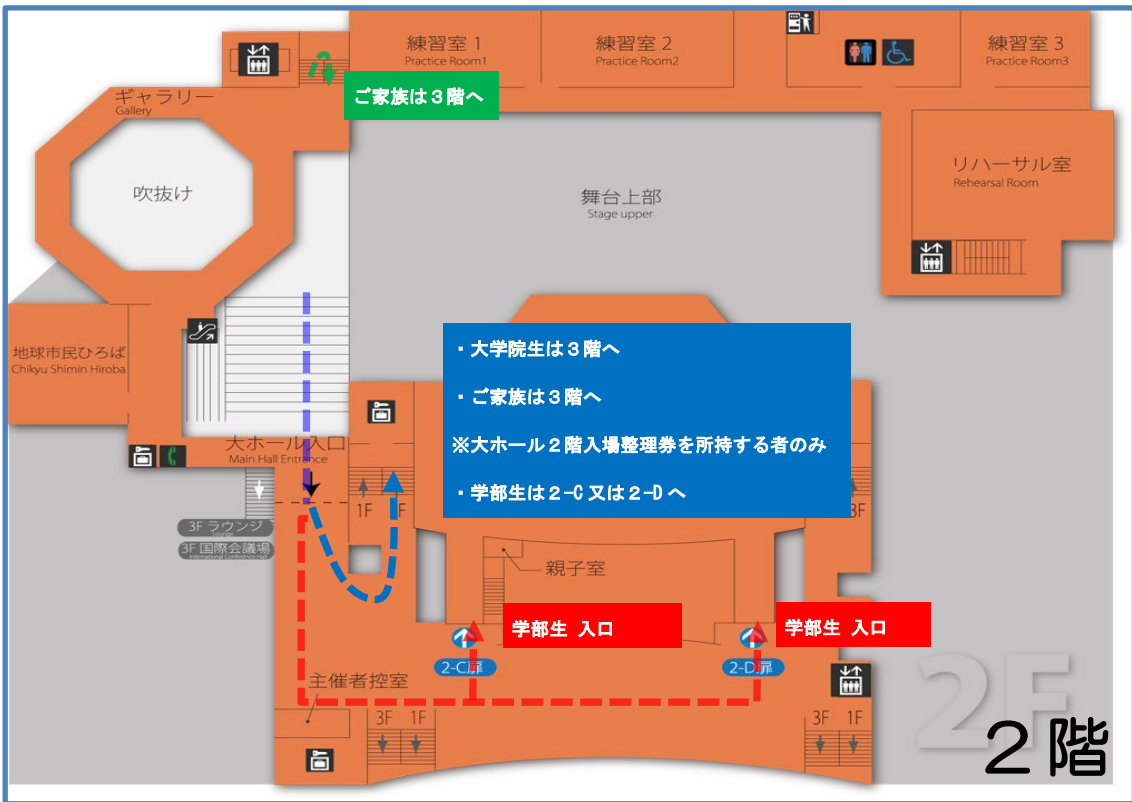 練習室 1
Practice Room1
練習室 2
Practice Room2
練習室 3
Practice Room3
ご家族は３階へ
ギャラリー
Gallery
吹抜け
舞台上部
Stage upper
リハーサル室
Rehearsal Room
地球市民ひろば
Chikyu Shimin Hiroba
・大学院生は３階へ
・ご家族は３階へ
※大ホール２階入場整理券を所持する者のみ
・学部生は２-C 又は２-D へ
大ホール入口
Main Hall Entrance
1F
F
3F
3F ラウンジ
Lounge
3F 国際会議場
親子室
学部生 入口
学部生 入口
2-C扉
2-D扉
主催者控室
3F 1F
3F 1F
2F
２階